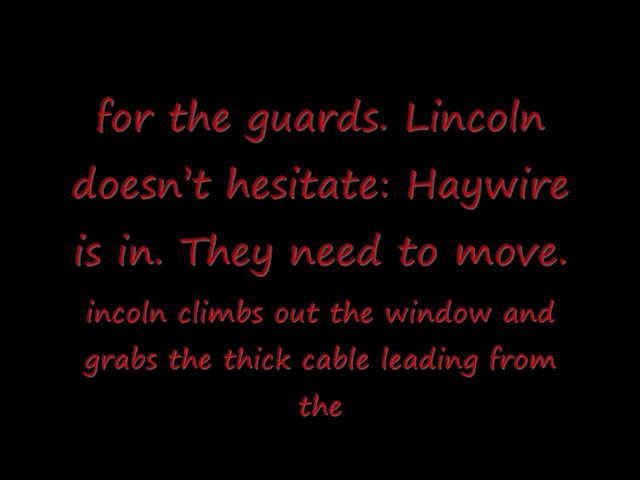 for the guards. Lincoln
doesn't hesitate: Haywire
is in. They need to move.
incoln climbs out the window and
grabs the thick cable leading from
the